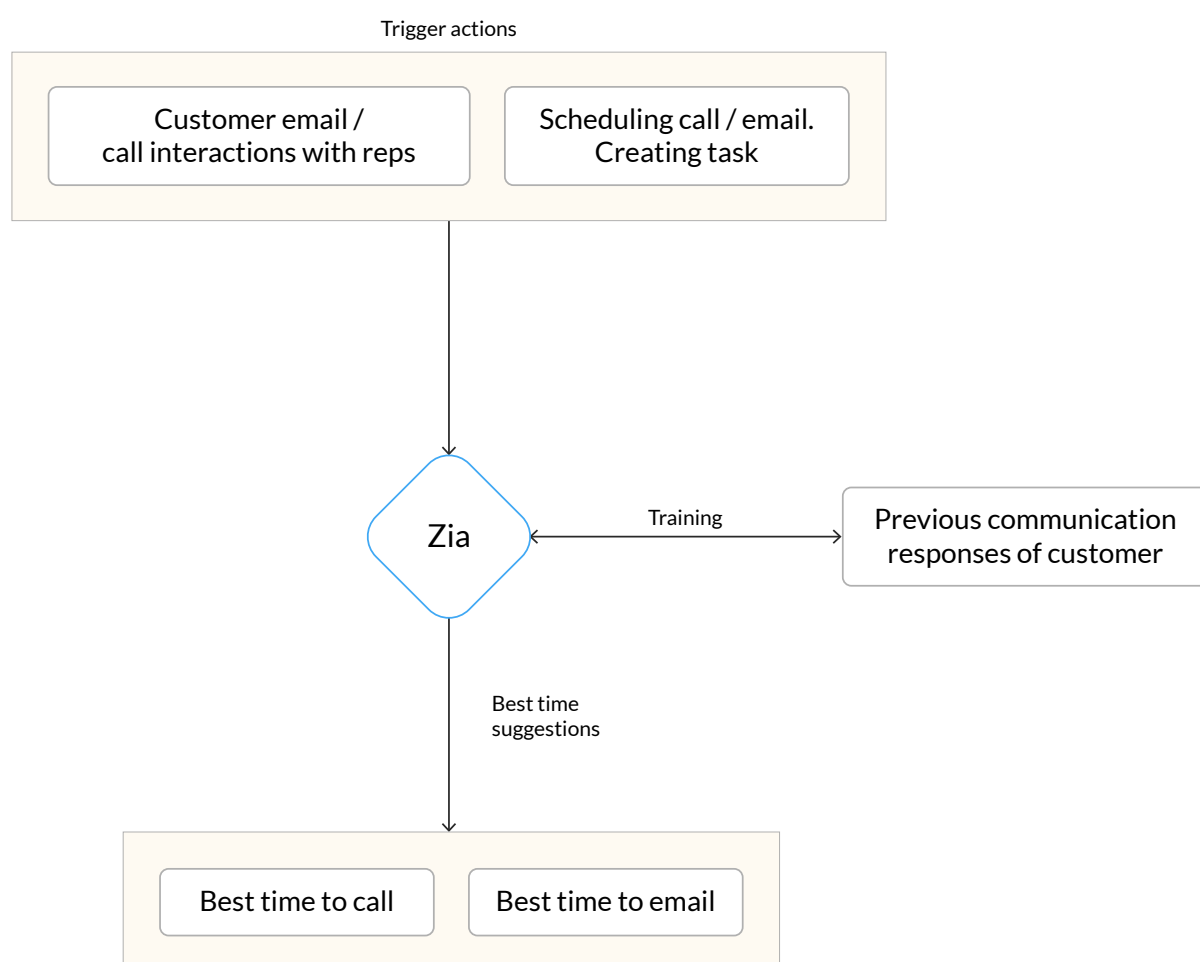 Trigger actions
Customer email /
call interactions with reps
Scheduling call / email.
Creating task
Zia
Training
Previous communication
responses of customer
Best time
suggestions
Best time to call
Best time to email